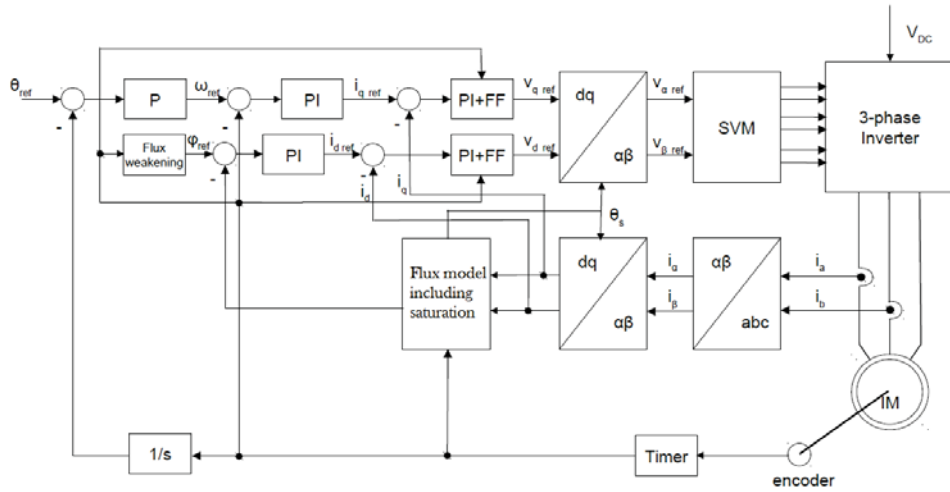 V_DC
θ_ref
P
ω_ref
PI
i_q ref
PI+FF
v_q ref
dq
αβ
v_α ref
SVM
3-phase
Inverter
-
-
-
Flux
weakening
φ_ref
PI
i_d ref
PI+FF
v_d ref
v_β ref
-
-
i_q
i_d
θ_s
Flux model
including
saturation
dq
αβ
i_α
i_β
αβ
abc
i_a
i_b
IM
1/s
Timer
encoder